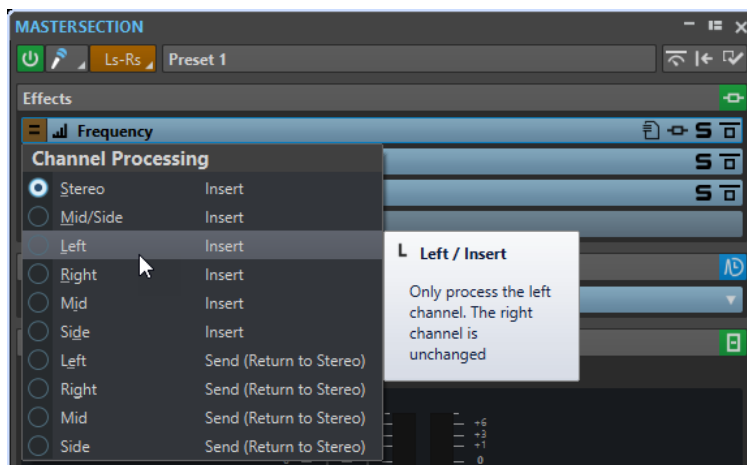 MASTERSECTION
Ls-Rs Preset 1
Effects
Frequency S
Channel Processing S
Stereo Insert S
Mid/Side Insert
Left Insert
L Left / Insert
Right Insert
Only process the left
Mid Insert
channel. The right
Side Insert
channel is
unchanged
Left Send (Return to Stereo)
Right Send (Return to Stereo)
Mid Send (Return to Stereo)
Side Send (Return to Stereo)
+6
+3
+1
0